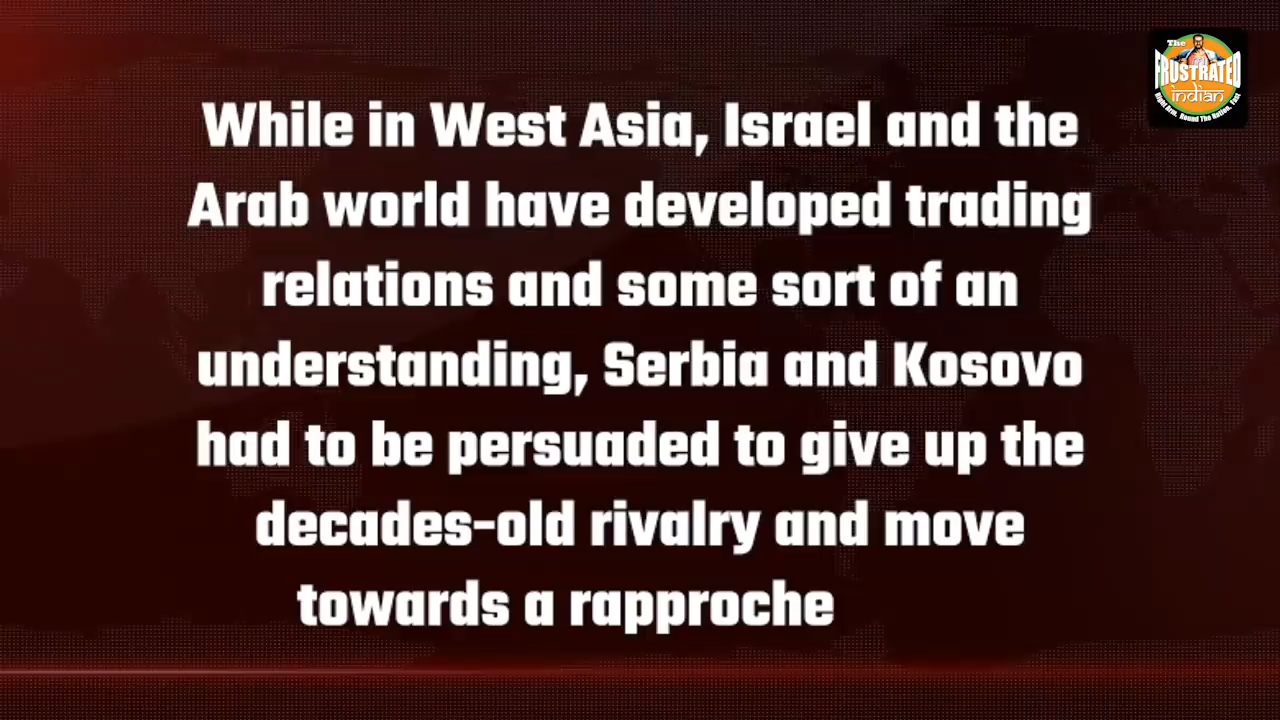 The
FRUSTRATED
indian
While in West Asia, Israel and the
Arab world have developed trading
relations and some sort of an
understanding, Serbia and Kosovo
had to be persuaded to give up the
decades-old rivalry and move
towards a rapproche